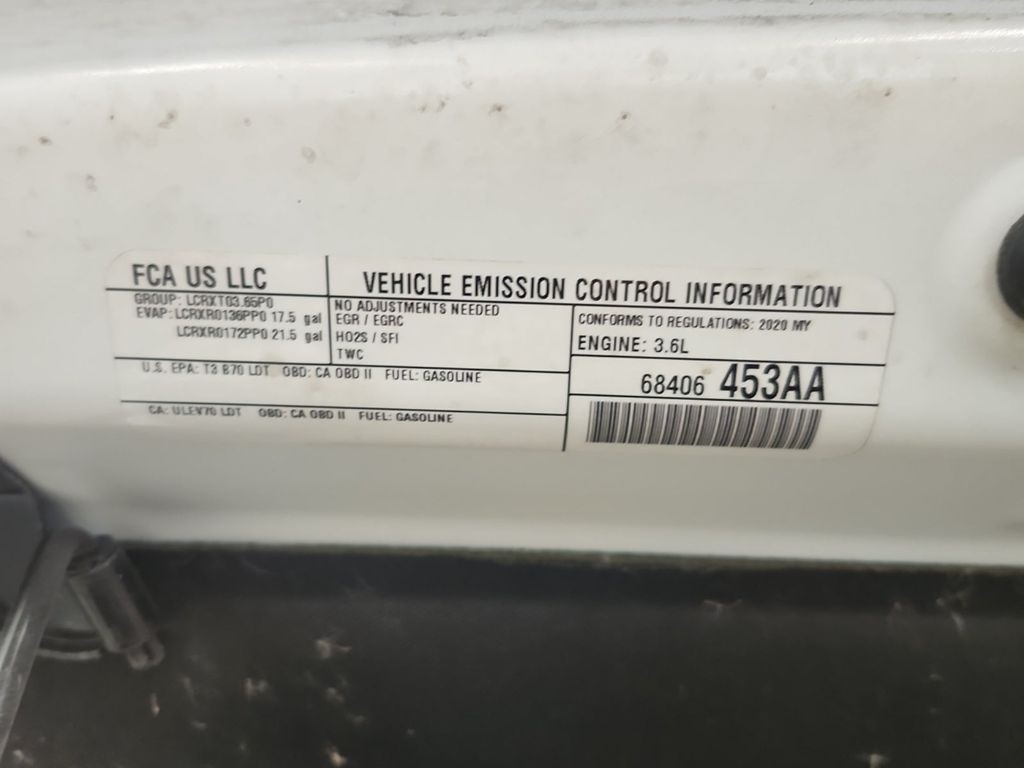 FCA US LLC
VEHICLE EMISSION CONTROL INFORMATION
GROUP: LCRXT03.65P0
EVAP: LCRXR0136PP0 17.5 gal
LCRXR0172PP0 21.5 gal
NO ADJUSTMENTS NEEDED
EGR / EGRC
HO2S / SFI
TWC
CONFORMS TO REGULATIONS: 2020 MY
ENGINE: 3.6L
U.S. EPA: T3 B70 LDT OBD: CA OBD II FUEL: GASOLINE
CA: ULEV70 LDT OBD: CA OBD II FUEL: GASOLINE
68406 453AA